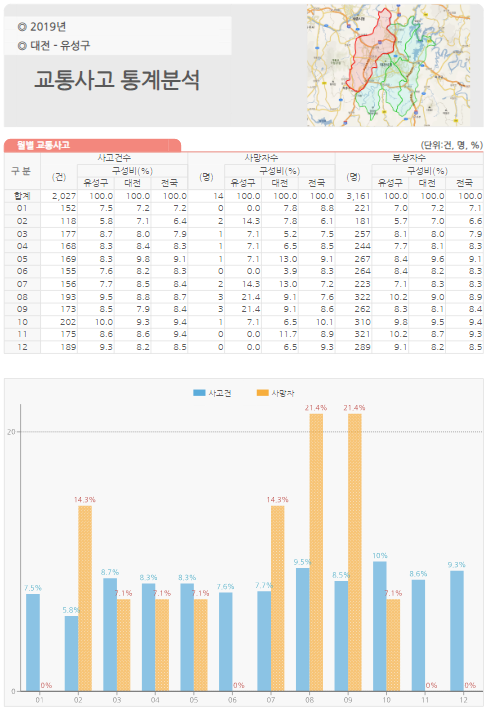 ◎ 2019년
◎ 대전 - 유성구
교통사고 통계분석
월별 교통사고
(단위:건, 명, %)
구 분 사고건수 사망자수 부상자수
(건) 구성비(%) (명) 구성비(%) (명) 구성비(%)
유성구 대전 전국 유성구 대전 전국 유성구 대전 전국
합계 2,027 100.0 100.0 100.0 14 100.0 100.0 100.0 3,161 100.0 100.0 100.0
01 152 7.5 7.2 7.2 0 0.0 7.8 8.8 221 7.0 7.2 7.1
02 118 5.8 7.1 6.4 2 14.3 7.8 6.1 181 5.7 7.0 6.6
03 177 8.7 8.0 7.9 1 7.1 5.2 7.5 257 8.1 8.0 7.9
04 168 8.3 8.4 8.3 1 7.1 6.5 8.5 244 7.7 8.1 8.3
05 169 8.3 9.8 9.1 1 7.1 13.0 9.1 267 8.4 9.6 9.1
06 155 7.6 8.2 8.3 0 0.0 3.9 8.3 264 8.4 8.2 8.3
07 156 7.7 8.5 8.4 2 14.3 13.0 7.2 223 7.1 8.3 8.3
08 193 9.5 8.8 8.7 3 21.4 9.1 7.6 322 10.2 9.0 8.9
09 173 8.5 7.9 8.4 3 21.4 9.1 8.6 262 8.3 8.1 8.4
10 202 10.0 9.3 9.4 1 7.1 6.5 10.1 310 9.8 9.5 9.4
11 175 8.6 8.6 9.4 0 0.0 11.7 8.9 321 10.2 8.7 9.3
12 189 9.3 8.2 8.5 0 0.0 6.5 9.3 289 9.1 8.2 8.5
사고건 사망자
21.4% 21.4%
20
14.3% 14.3%
9.5% 10% 9.3%
8.7% 8.3% 8.3% 8.5% 8.6%
7.5% 7.1% 7.1% 7.1% 7.6% 7.7% 7.1%
5.8%
0 0% 0% 0% 0%
01 02 03 04 05 06 07 08 09 10 11 12